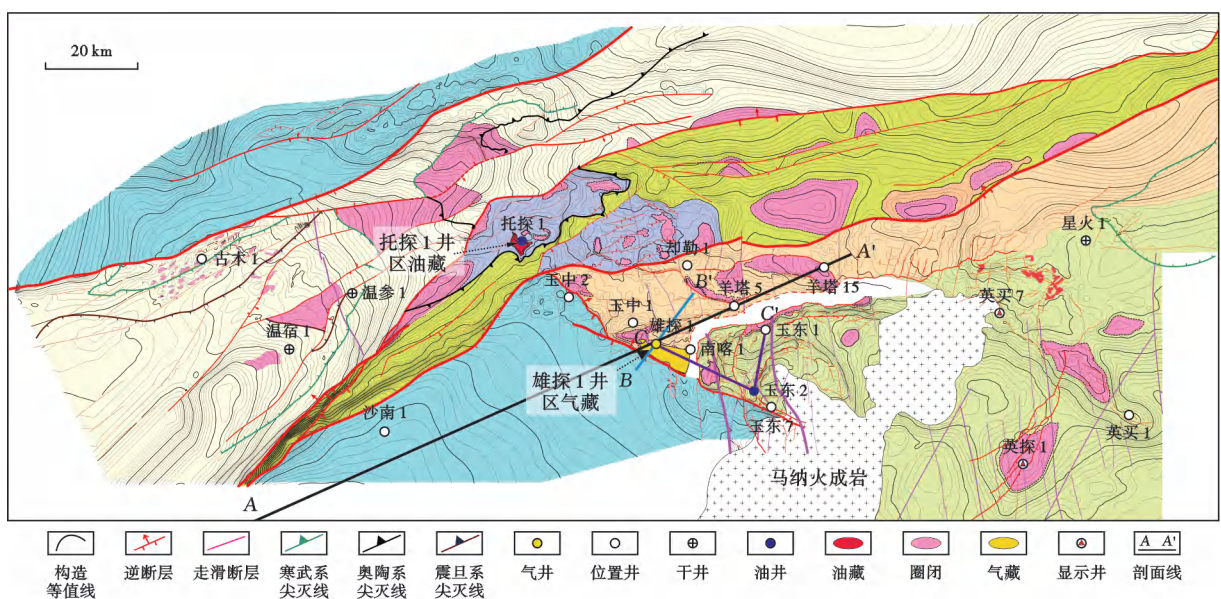 20 km
星火 1
托探 1
托探 1 井
区油藏
却勒 1
A'
古木 1
玉中 2
B'
羊塔 5
羊塔 15
温参 1
英买 7
玉中 1
C'
雄探 1
玉东 1
温宿 1
C
南喀 1
雄探 1 井
区气藏
B
玉东 2
沙南 1
玉东 7
英买 1
英探 1
马纳火成岩
A
A A'
构造
等值线
逆断层
走滑断层
寒武系
尖灭线
奥陶系
尖灭线
震旦系
尖灭线
气井
位置井
干井
油井
油藏
圈闭
气藏
显示井
剖面线